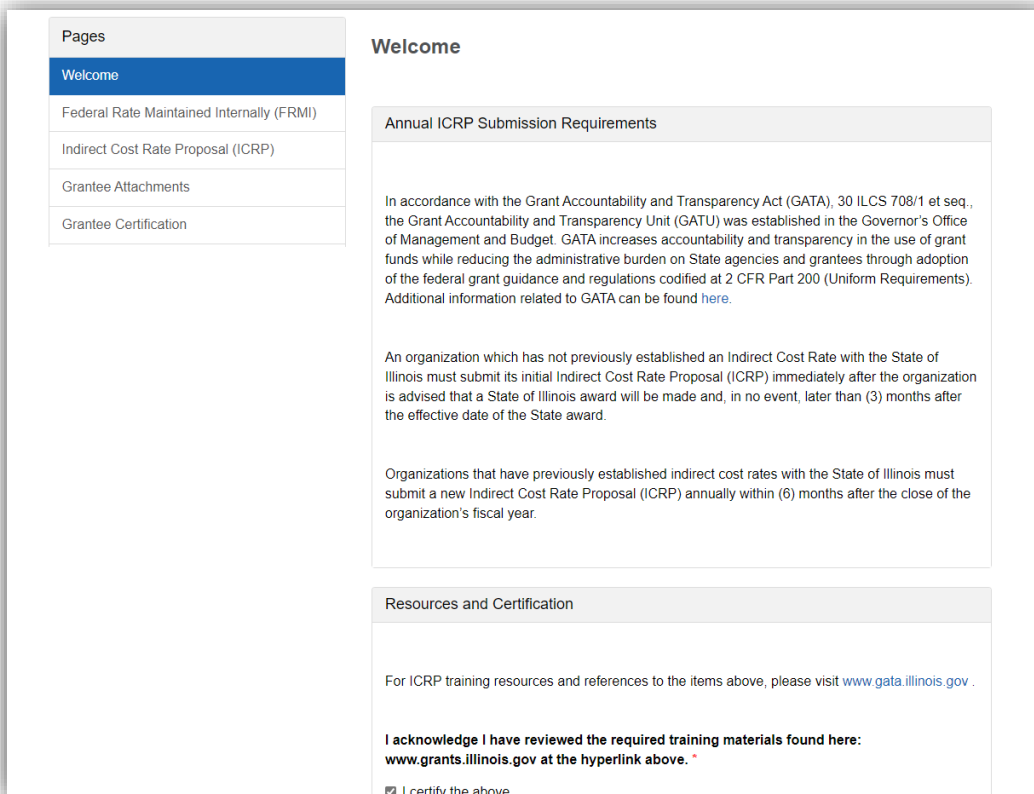 Pages
Welcome
Federal Rate Maintained Internally (FRMI)
Indirect Cost Rate Proposal (ICRP)
Grantee Attachments
Grantee Certification
Welcome
Annual ICRP Submission Requirements
In accordance with the Grant Accountability and Transparency Act (GATA), 30 ILCS 708/1 et seq.,
the Grant Accountability and Transparency Unit (GATU) was established in the Governor’s Office
of Management and Budget. GATA increases accountability and transparency in the use of grant
funds while reducing the administrative burden on State agencies and grantees through adoption
of the federal grant guidance and regulations codified at 2 CFR Part 200 (Uniform Requirements).
Additional information related to GATA can be found here.
An organization which has not previously established an Indirect Cost Rate with the State of
Illinois must submit its initial Indirect Cost Rate Proposal (ICRP) immediately after the organization
is advised that a State of Illinois award will be made and, in no event, later than (3) months after
the effective date of the State award.
Organizations that have previously established indirect cost rates with the State of Illinois must
submit a new Indirect Cost Rate Proposal (ICRP) annually within (6) months after the close of the
organization’s fiscal year.
Resources and Certification
For ICRP training resources and references to the items above, please visit www.gata.illinois.gov .
I acknowledge I have reviewed the required training materials found here:
www.grants.illinois.gov at the hyperlink above. *
I certify the above